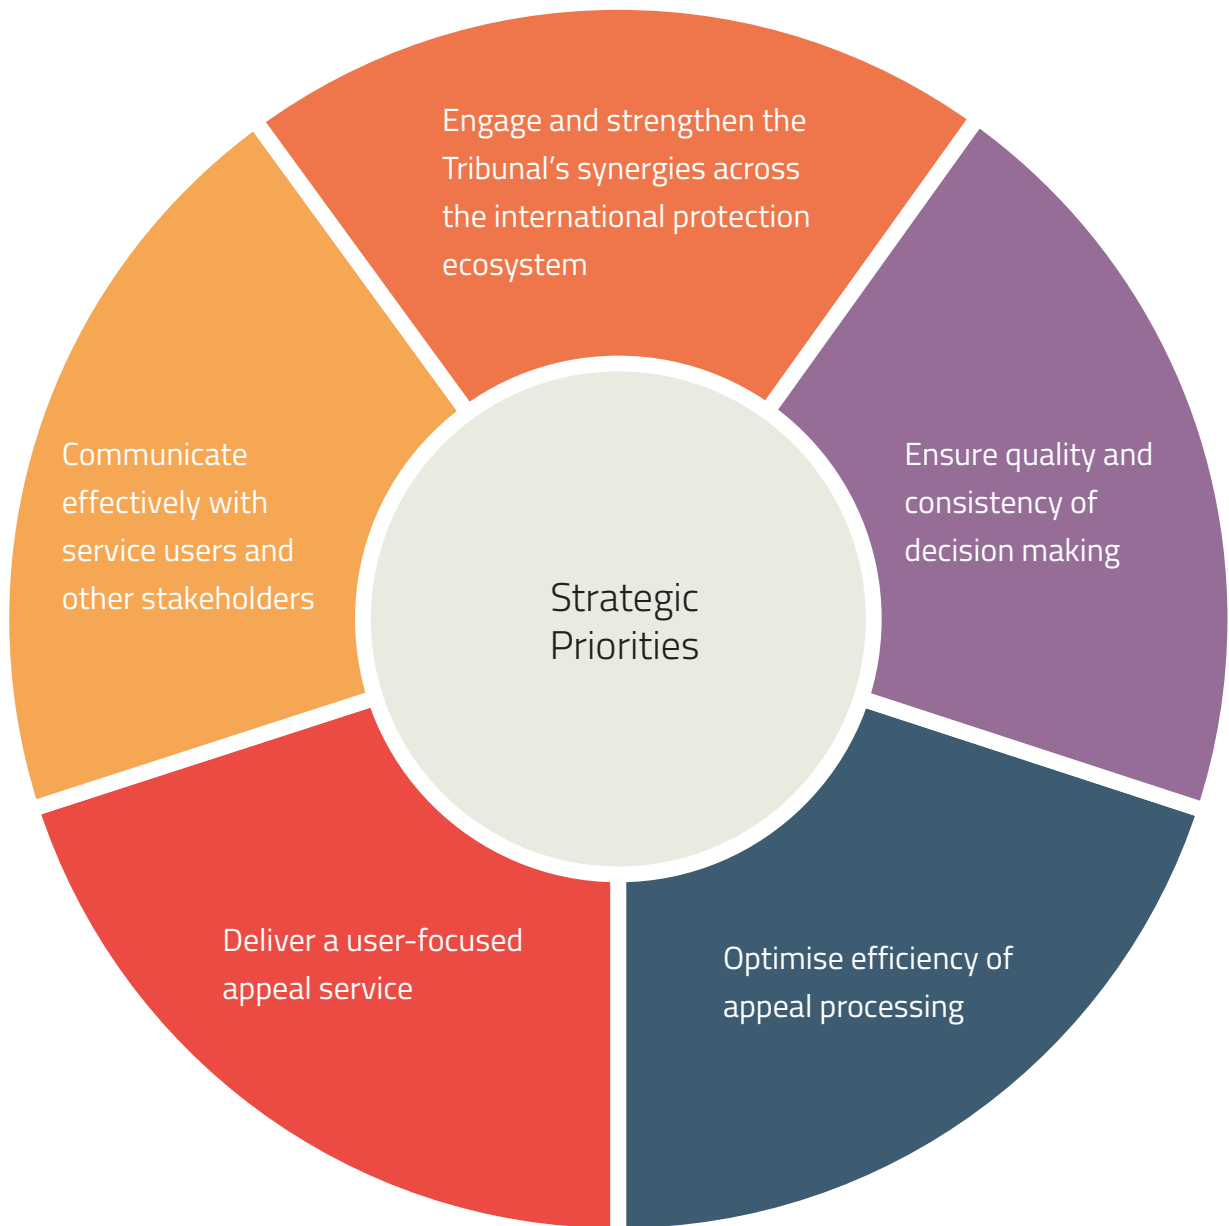 Engage and strengthen the
Tribunal's synergies across
the international protection
ecosystem
Ensure quality and
consistency of
decision making
Optimise efficiency of
appeal processing
Deliver a user-focused
appeal service
Communicate
effectively with
service users and
other stakeholders
Strategic
Priorities